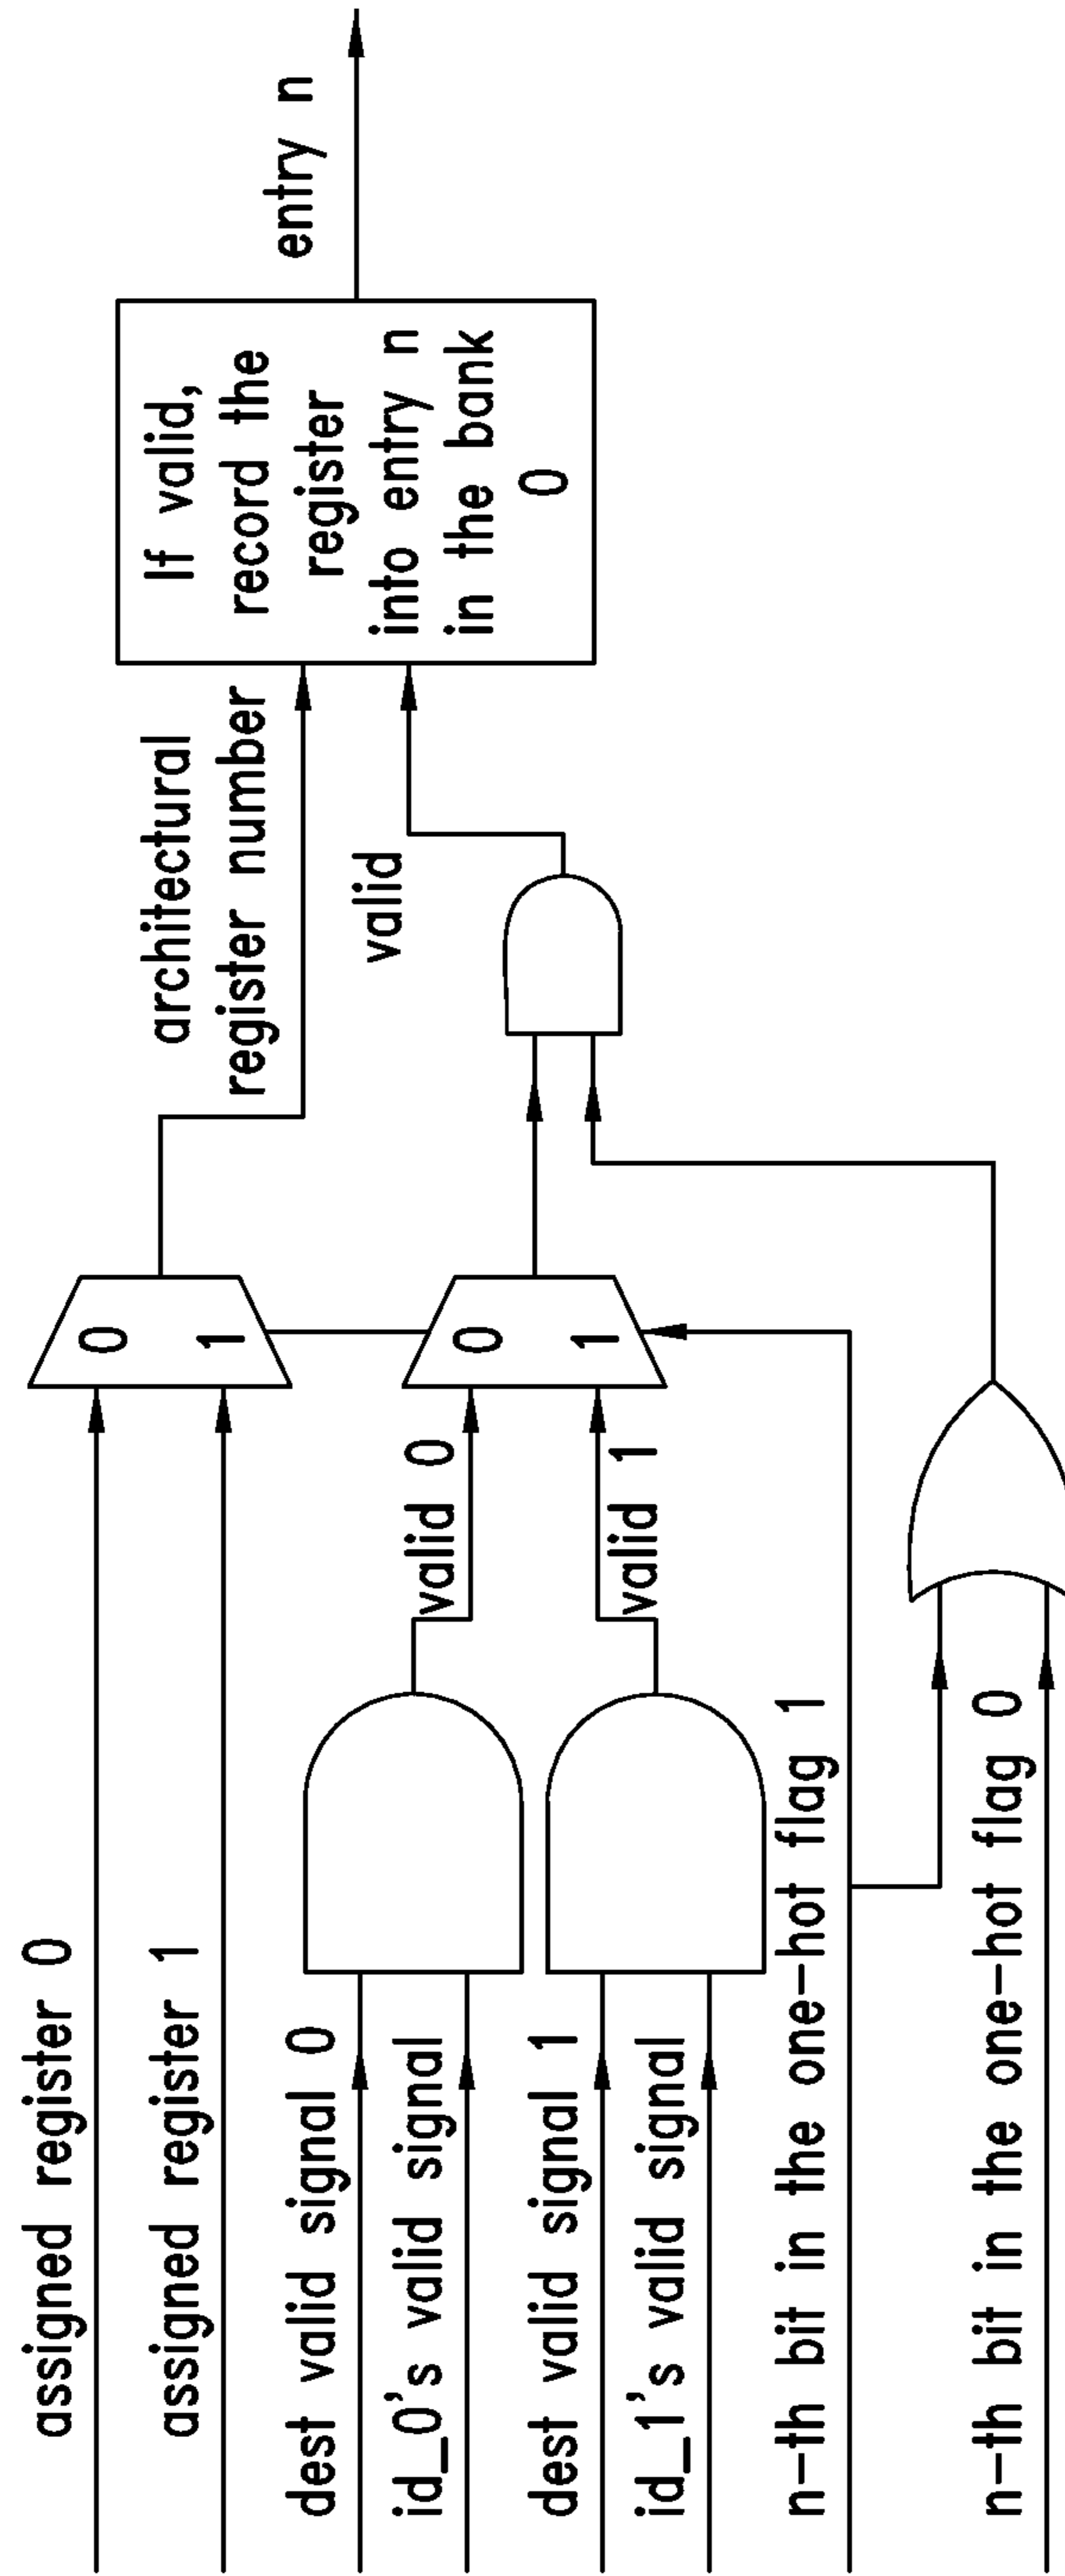 assigned register 0
assigned register 1
dest valid signal 0
id_0's valid signal
dest valid signal 1
id_1's valid signal
n-th bit in the one-hot flag 1
n-th bit in the one-hot flag 0
valid 0
valid 1
0
1
0
1
architectural
register number
valid
If valid,
record the
register
into entry n
in the bank
0
entry n